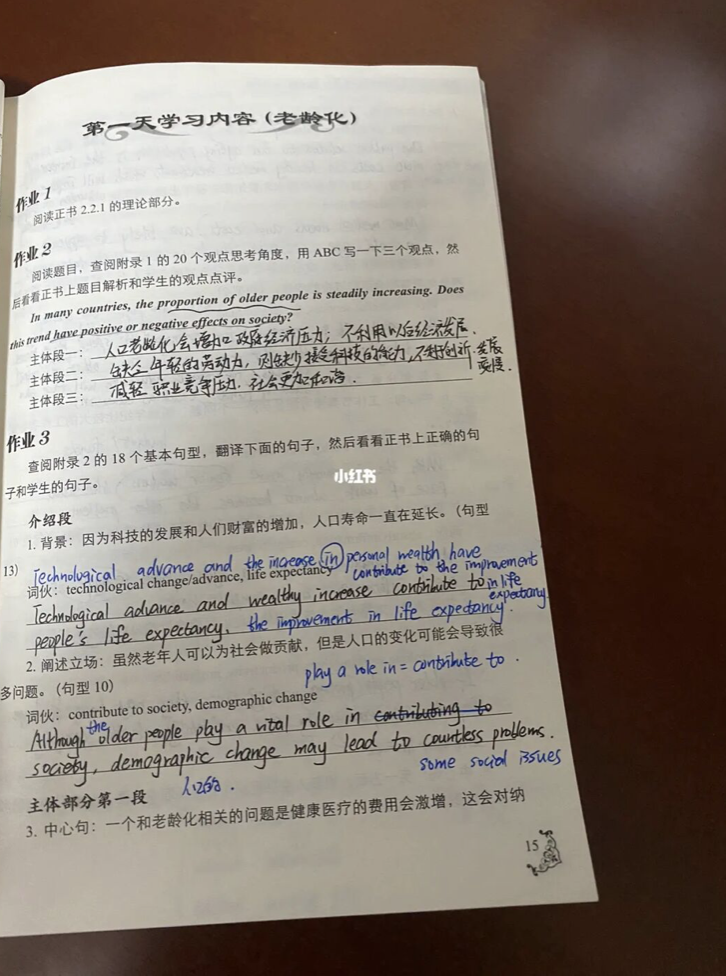 第一天学习内容（老龄化）
作业 1
阅读正书 2.2.1 的理论部分。
作业 2
阅读题目，查阅附录 1 的 20 个观点思考角度，用 ABC 写一下三个观点，然
后看看正书上题目解析和学生的观点点评。
In many countries, the proportion of older people is steadily increasing. Does
this trend have positive or negative effects on society?
主体段一：人口老龄化会增加政府经济压力；不利用以后经济发展.
主体段二：缺乏年轻的劳动力，则缺少接受科技的能力，不利创新发展
变慢.
主体段三：减轻职业竞争压力. 社会更加和谐.
作业 3
查阅附录 2 的 18 个基本句型，翻译下面的句子，然后看看正书上正确的句
子和学生的句子。
小红书
介绍段
1. 背景：因为科技的发展和人们财富的增加，人口寿命一直在延长。（句型
13）
Technological advance and the increase in personal wealth have
contribute to the improvement
in life
expectancy
词伙：technological change/advance, life expectancy
Technological advance and wealthy increase contribute to
people's life expectancy. the improvement in life expectancy.
2. 阐述立场：虽然老年人可以为社会做贡献，但是人口的变化可能会导致很
多问题。（句型 10）
play a role in = contribute to.
词伙：contribute to society, demographic change
Although the older people play a vital role in contributing to
society, demographic change may lead to countless problems.
some social issues
人口的.
主体部分第一段
3. 中心句：一个和老龄化相关的问题是健康医疗的费用会激增，这会对纳
15